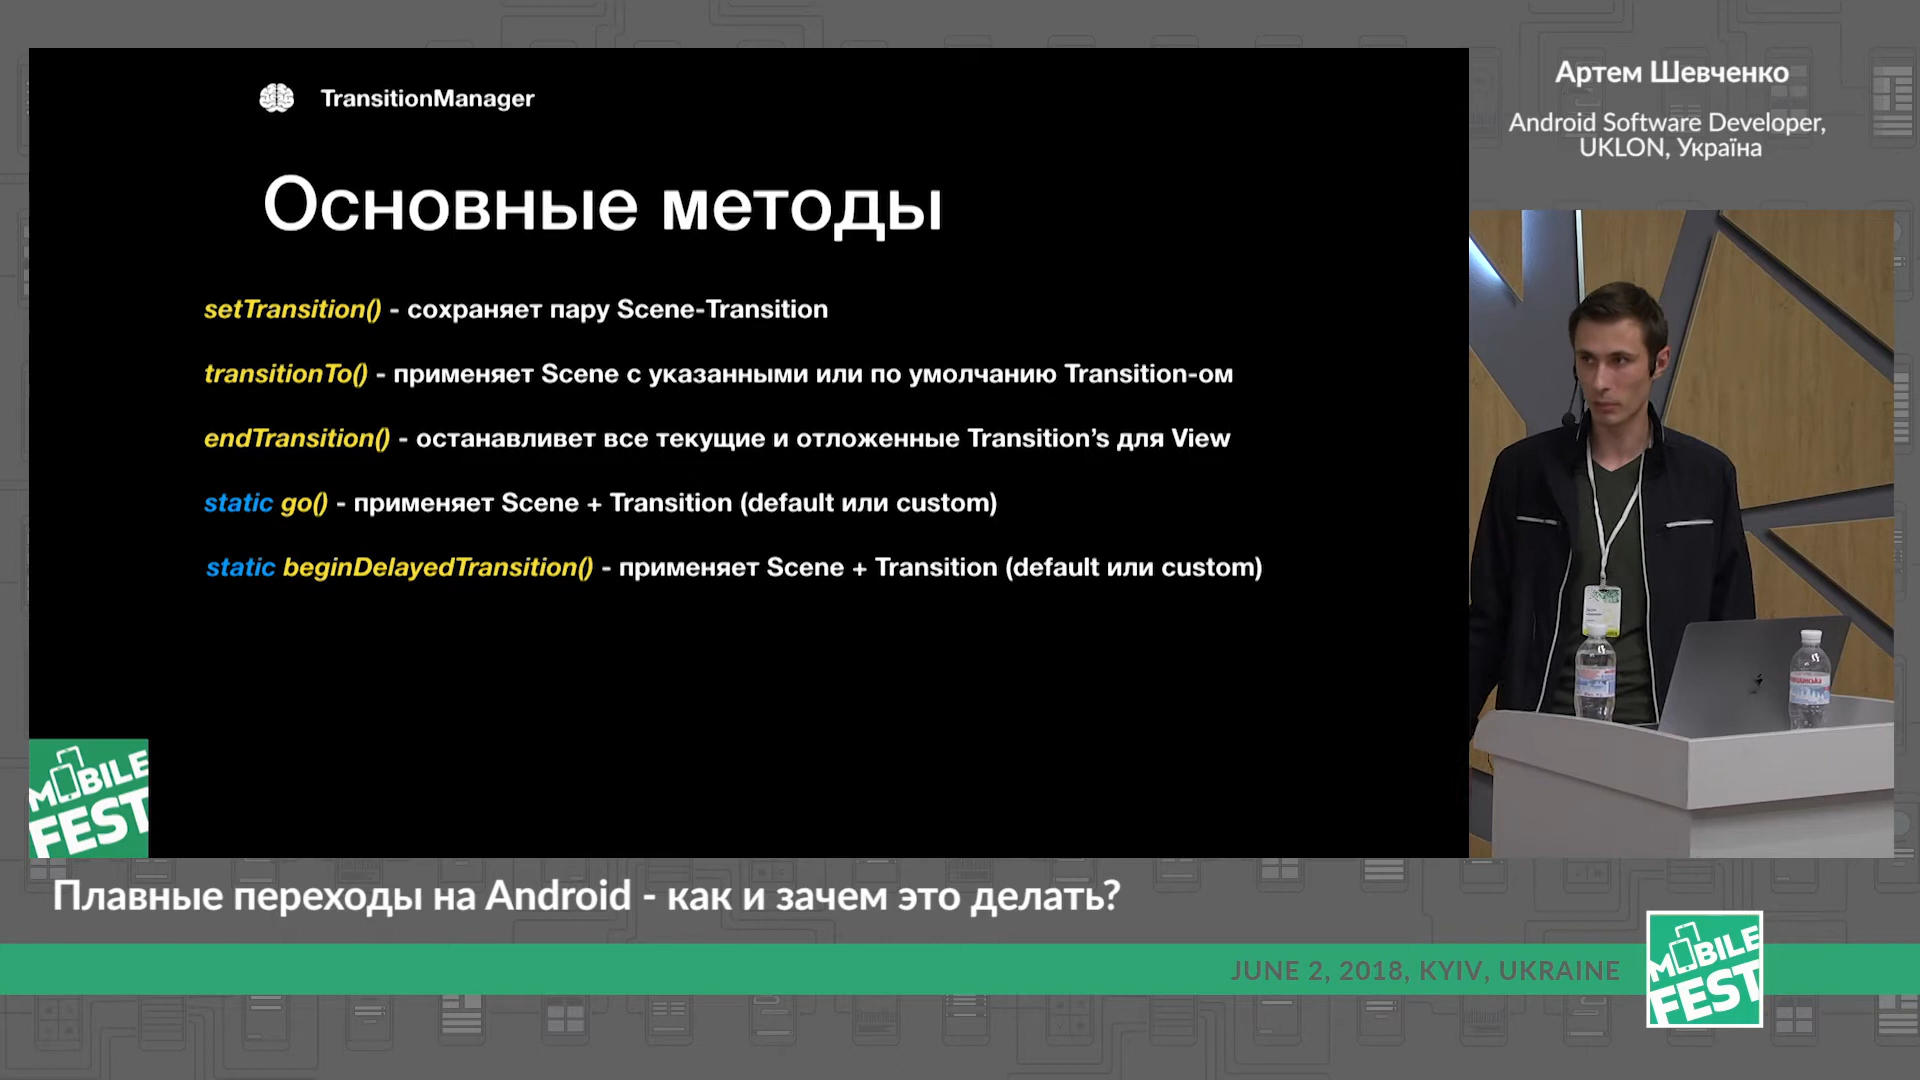 TransitionManager
Основные методы
setTransition() - сохраняет пару Scene-Transition
transitionTo() - применяет Scene с указанными или по умолчанию Transition-ом
endTransition() - останавливет все текущие и отложенные Transition’s для View
static go() - применяет Scene + Transition (default или custom)
static beginDelayedTransition() - применяет Scene + Transition (default или custom)
Артем Шевченко
Android Software Developer,
UKLON, Україна
MOBILE
FEST
Плавные переходы на Android - как и зачем это делать?
JUNE 2, 2018, KYIV, UKRAINE
MOBILE
FEST